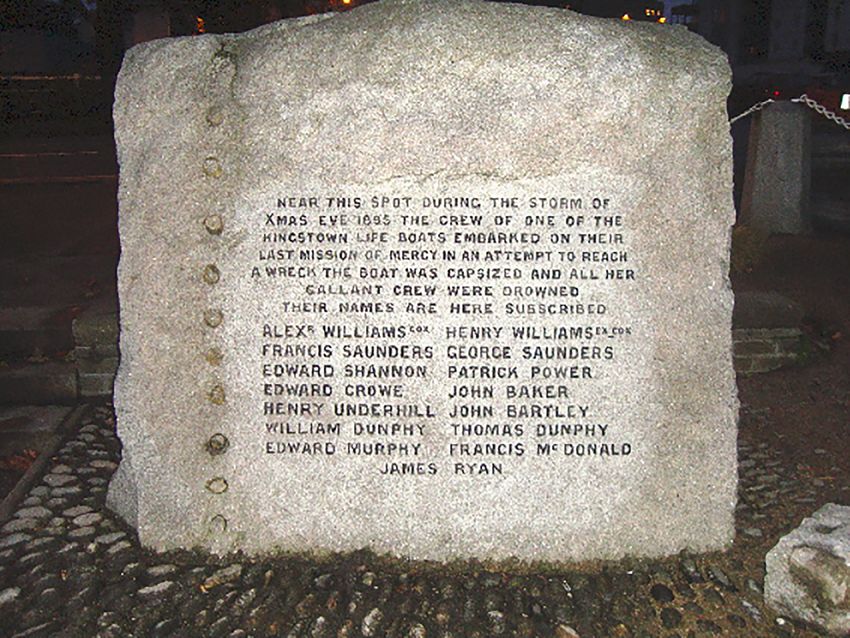 NEAR THIS SPOT DURING THE STORM OF
XMAS EVE 1895 THE CREW OF ONE OF THE
KINGSTOWN LIFE BOATS EMBARKED ON THEIR
LAST MISSION OF MERCY IN AN ATTEMPT TO REACH
A WRECK THE BOAT WAS CAPSIZED AND ALL HER
GALLANT CREW WERE DROWNED
THEIR NAMES ARE HERE SUBSCRIBED
ALEXR WILLIAMS COX HENRY WILLIAMS EX COX
FRANCIS SAUNDERS GEORGE SAUNDERS
EDWARD SHANNON PATRICK POWER
EDWARD CROWE JOHN BAKER
HENRY UNDERHILL JOHN BARTLEY
WILLIAM DUNPHY THOMAS DUNPHY
EDWARD MURPHY FRANCIS MCDONALD
JAMES RYAN